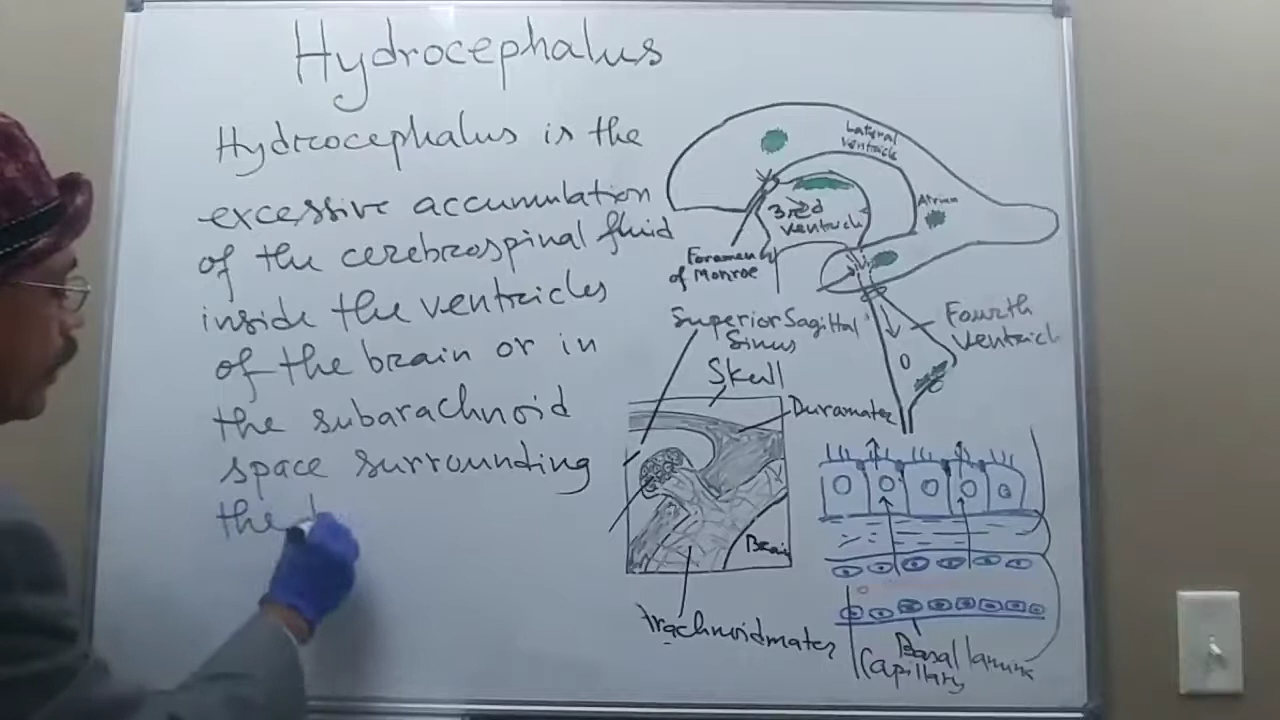 Hydrocephalus
Hydrocephalus is the
excessive accumulation
of the cerebrospinal fluid
inside the ventricles
of the brain or in
the subarachnoid
space surrounding
the
Lateral
ventricle
3rd
ventricle
Atrium
Foramen
of Monroe
Fourth
Ventricle
Superior Sagittal
Sinus
Skull
Duramater
Brain
Arachnoidmater
Basal lamina
Capillary